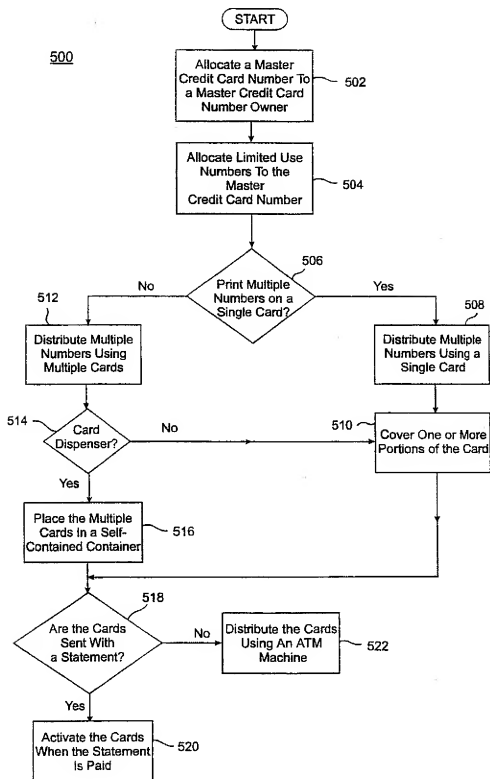 START
500
Allocate a Master
Credit Card Number To
a Master Credit Card
Number Owner
502
Allocate Limited Use
Numbers To the
Master
Credit Card Number
504
506
Print Multiple
Numbers on a
Single Card?
No
Yes
512
Distribute Multiple
Numbers Using
Multiple Cards
508
Distribute Multiple
Numbers Using a
Single Card
514
Card
Dispenser?
No
510
Cover One or More
Portions of the Card
Yes
Place the Multiple
Cards in a Self-
Contained Container
516
518
Are the Cards
Sent With
a Statement?
No
Distribute the Cards
Using An ATM
Machine
522
Yes
Activate the Cards
When the Statement
Is Paid
520